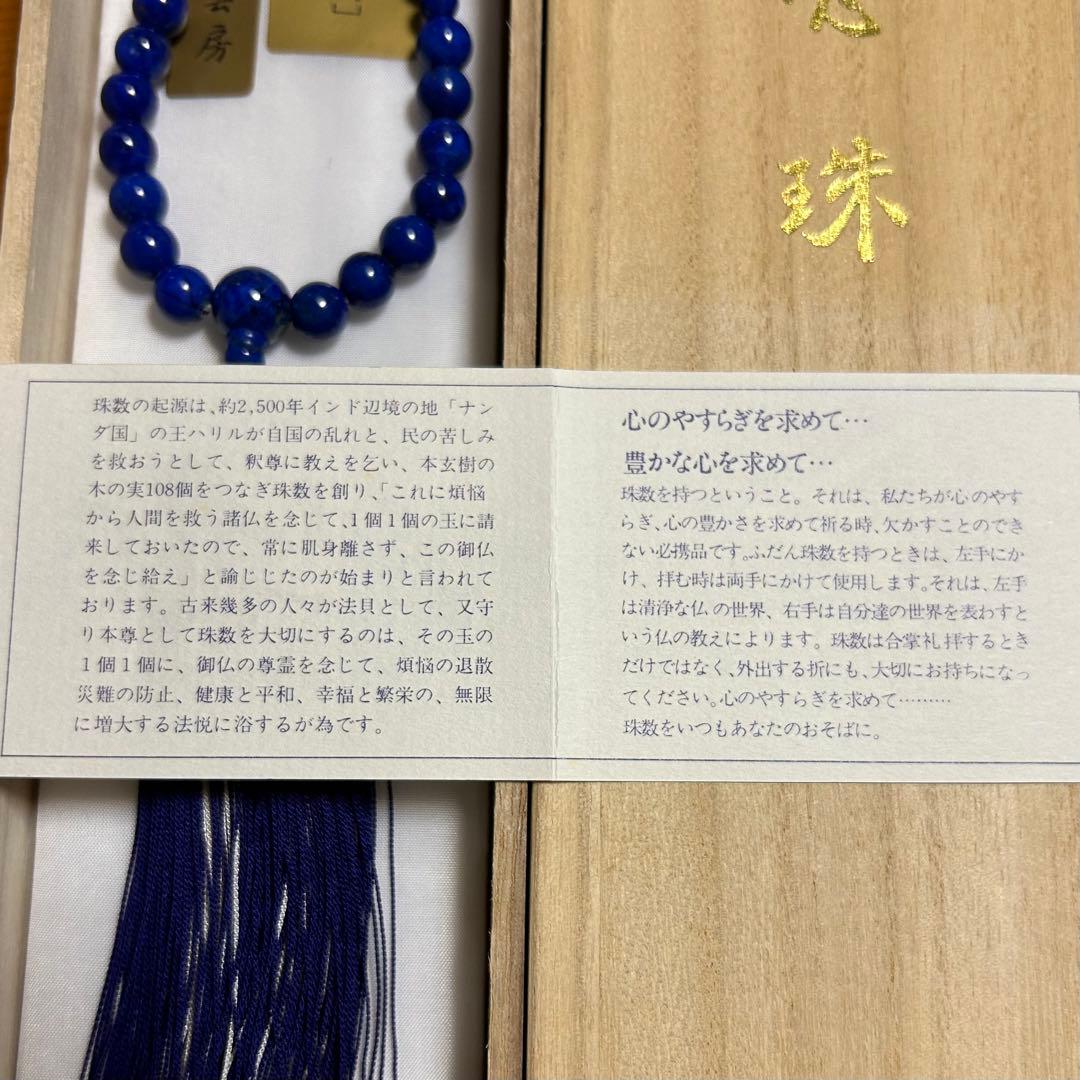 房
珠
珠数の起源は、約2,500年インド辺境の地「ナン
ダ国」の王ハリルが自国の乱れと、民の苦しみ
を救おうとして、釈尊に教えを乞い、本玄樹の
木の実108個をつなぎ珠数を創り、「これに煩悩
から人間を救う諸仏を念じて、1個1個の玉に請
来しておいたので、常に肌身離さず、この御仏
を念じ給え」と諭じじたのが始まりと言われて
おります。古来幾多の人々が法貝として、又守
り本尊として珠数を大切にするのは、その玉の
1個1個に、御仏の尊霊を念じて、煩悩の退散
災難の防止、健康と平和、幸福と繁栄の、無限
に増大する法悦に浴するが為です。
心のやすらぎを求めて…
豊かな心を求めて…
珠数を持つということ。それは、私たちが心のやす
らぎ、心の豊かさを求めて祈る時、欠かすことのでき
ない必携品です。ふだん珠数を持つときは、左手にか
け、拝む時は両手にかけて使用します。それは、左手
は清浄な仏の世界、右手は自分達の世界を表わすと
いう仏の教えによります。珠数は合掌礼拝するとき
だけではなく、外出する折にも、大切にお持ちになっ
てください。心のやすらぎを求めて………
珠数をいつもあなたのおそばに。